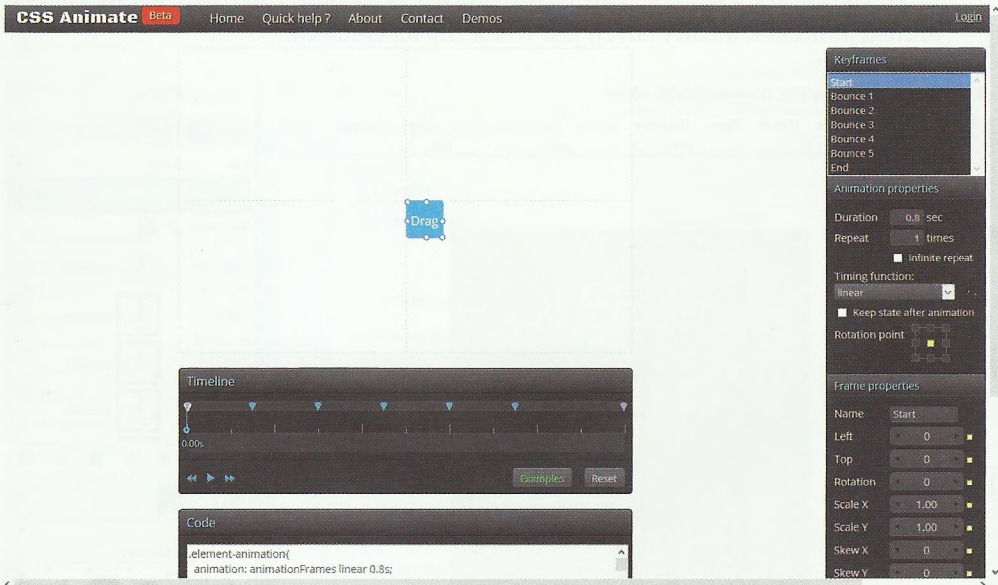 CSS Animate Beta Home Quick help ? About Contact Demos Login
Keyframes
Start
Bounce 1
Bounce 2
Bounce 3
Bounce 4
Bounce 5
End
Animation properties
Duration 0.8 sec
Repeat 1 times
Infinite repeat
Timing function:
linear
Keep state after animation
Rotation point
Frame properties
Name Start
Left 0
Top 0
Rotation 0
Scale X 1.00
Scale Y 1.00
Skew X 0
Skew Y 0
Drag
Timeline
0.00s
Examples Reset
Code
.element-animation{
animation: animationFrames linear 0.8s;